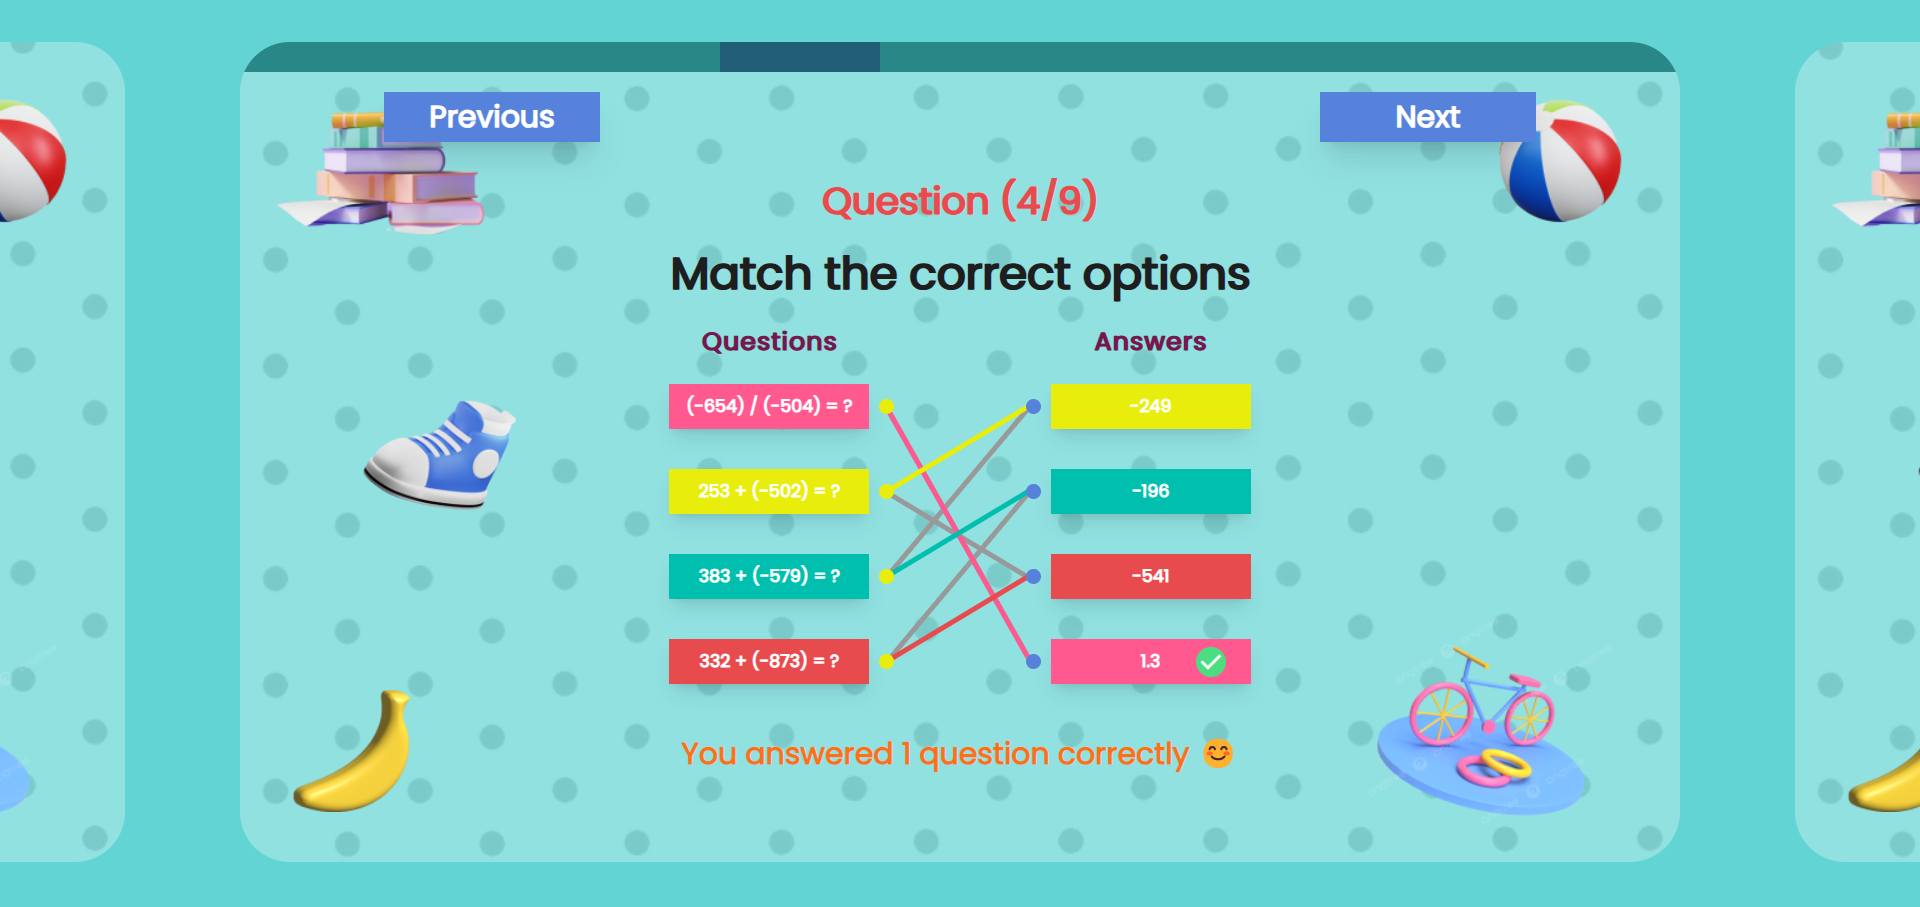 Previous
Next
Question (4/9)
Match the correct options
Questions
Answers
(-654) / (-504) = ?
-249
253 + (-502) = ?
-196
383 + (-579) = ?
-541
332 + (-873) = ?
1.3
You answered 1 question correctly 😊